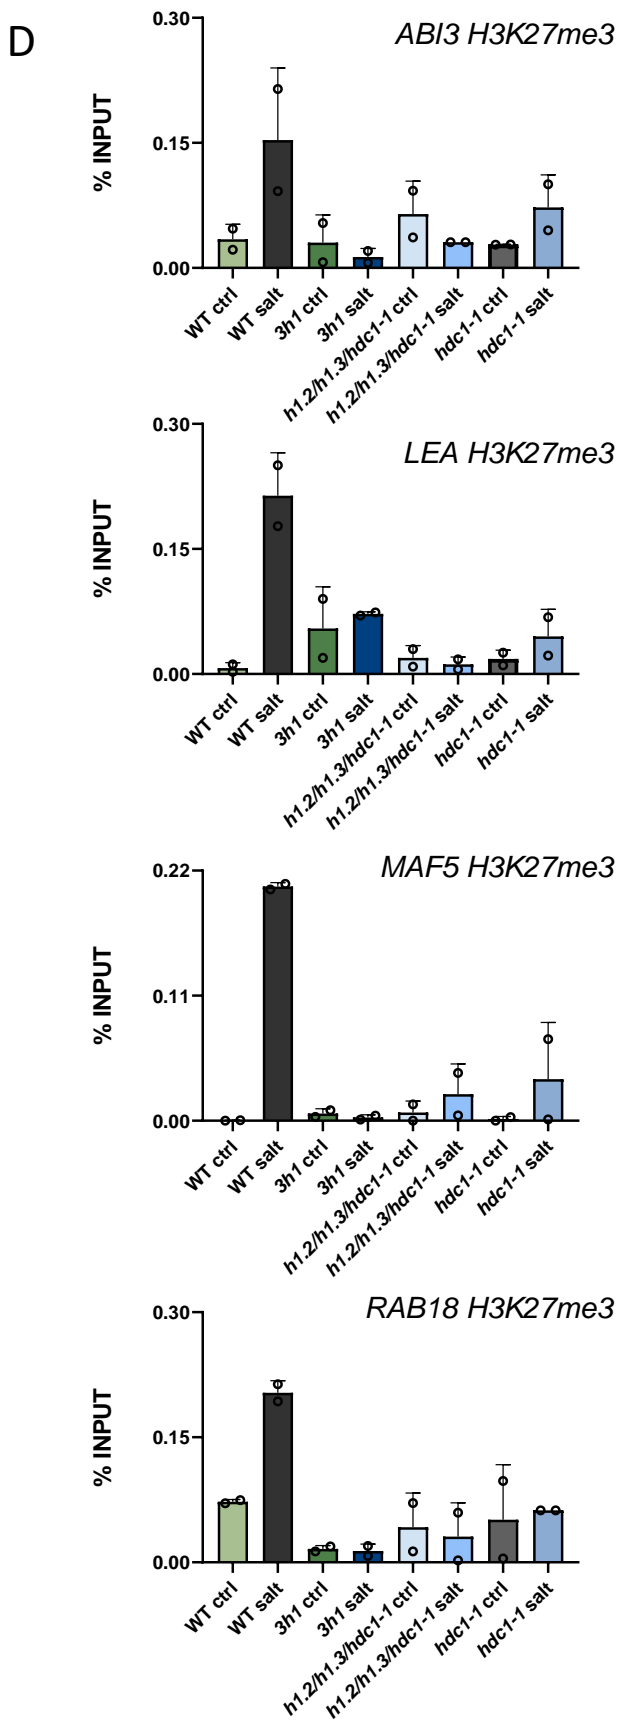 D
ABI3 H3K27me3
% INPUT
0.30
0.15
0.00
WT ctrl
WT salt
3h1 ctrl
3h1 salt
h1.2/h1.3/hdc1-1 ctrl
h1.2/h1.3/hdc1-1 salt
hdc1-1 ctrl
hdc1-1 salt
LEA H3K27me3
% INPUT
0.30
0.15
0.00
WT ctrl
WT salt
3h1 ctrl
3h1 salt
h1.2/h1.3/hdc1-1 ctrl
h1.2/h1.3/hdc1-1 salt
hdc1-1 ctrl
hdc1-1 salt
MAF5 H3K27me3
% INPUT
0.22
0.11
0.00
WT ctrl
WT salt
3h1 ctrl
3h1 salt
h1.2/h1.3/hdc1-1 ctrl
h1.2/h1.3/hdc1-1 salt
hdc1-1 ctrl
hdc1-1 salt
RAB18 H3K27me3
% INPUT
0.30
0.15
0.00
WT ctrl
WT salt
3h1 ctrl
3h1 salt
h1.2/h1.3/hdc1-1 ctrl
h1.2/h1.3/hdc1-1 salt
hdc1-1 ctrl
hdc1-1 salt